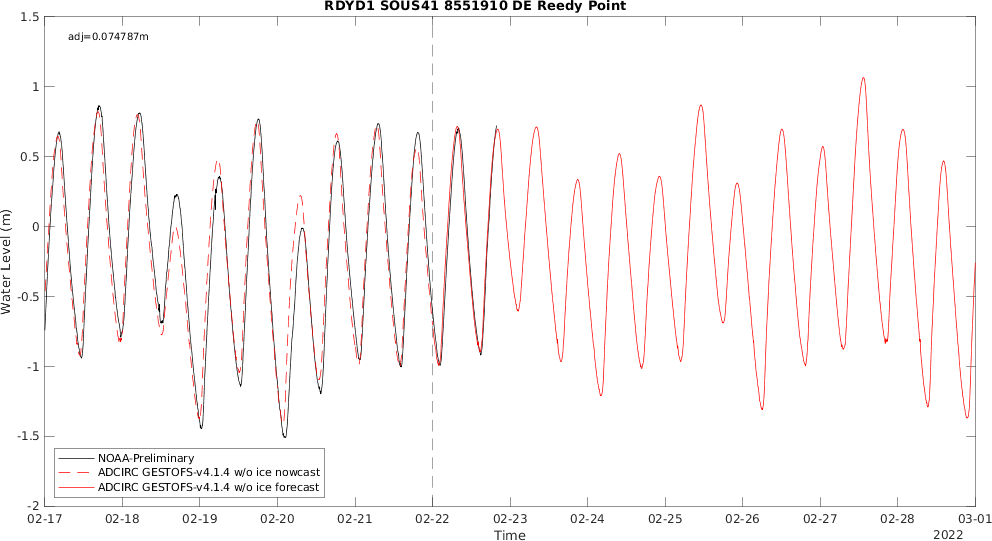 RDYD1 SOUS41 8551910 DE Reedy Point
adj=0.074787m
1.5
1
0.5
0
-0.5
-1
-1.5
-2
Water Level (m)
NOAA-Preliminary
ADCIRC GESTOFS-v4.1.4 w/o ice nowcast
ADCIRC GESTOFS-v4.1.4 w/o ice forecast
02-17 02-18 02-19 02-20 02-21 02-22 02-23 02-24 02-25 02-26 02-27 02-28 03-01
Time
2022